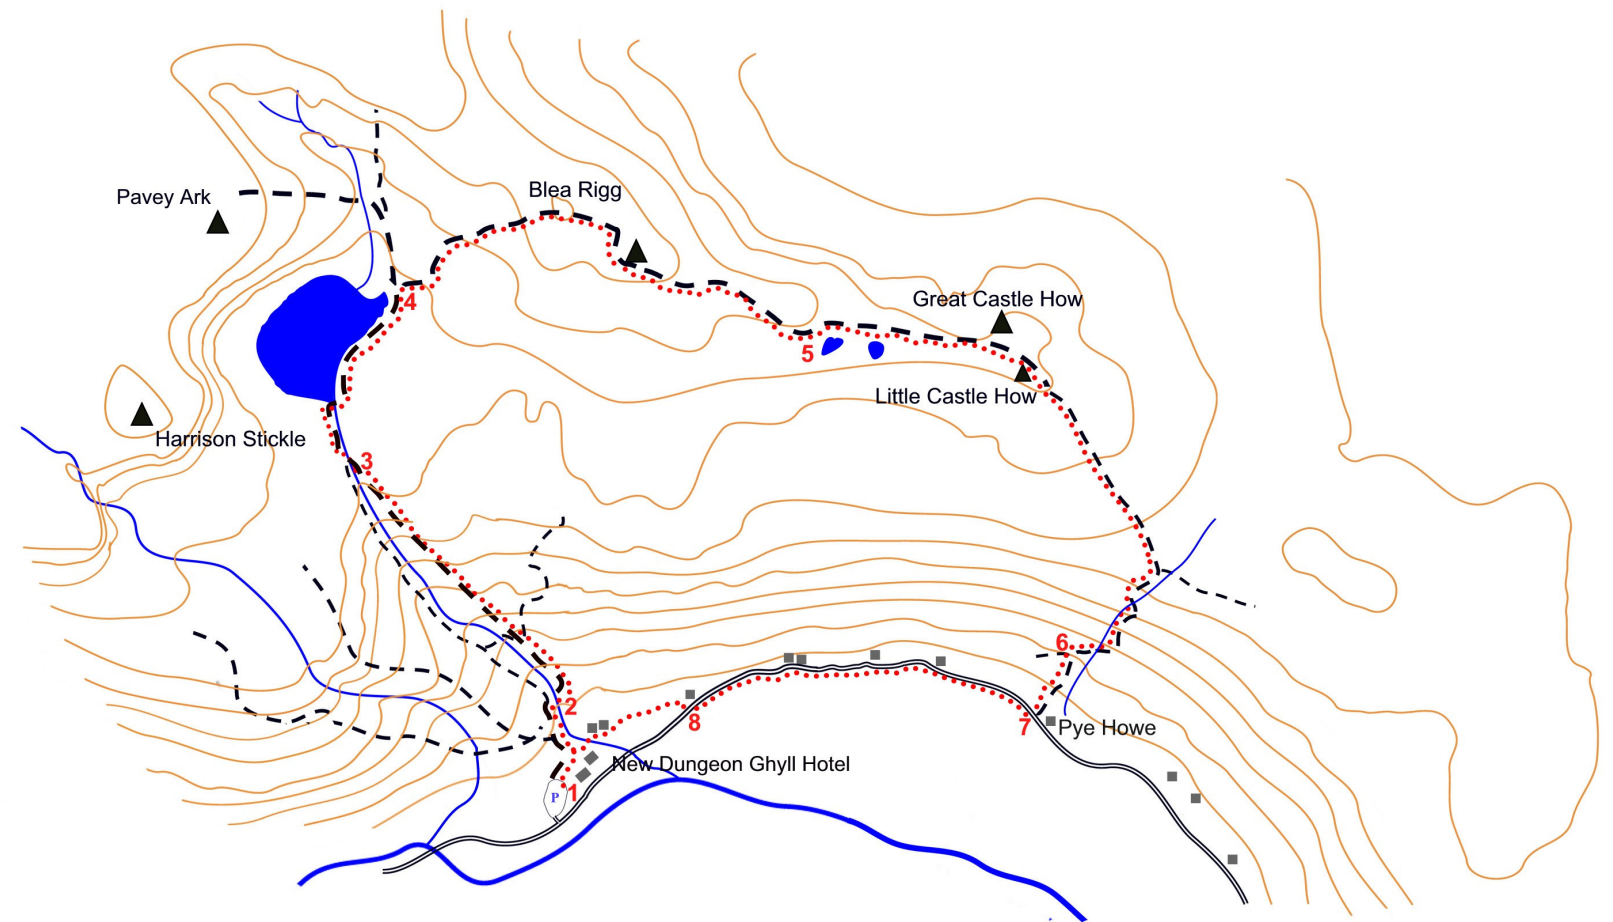 Pavey Ark
Blea Rigg
4
Great Castle How
5
Little Castle How
Harrison Stickle
3
6
2
8
7
Pye Howe
New Dungeon Ghyll Hotel
P
1